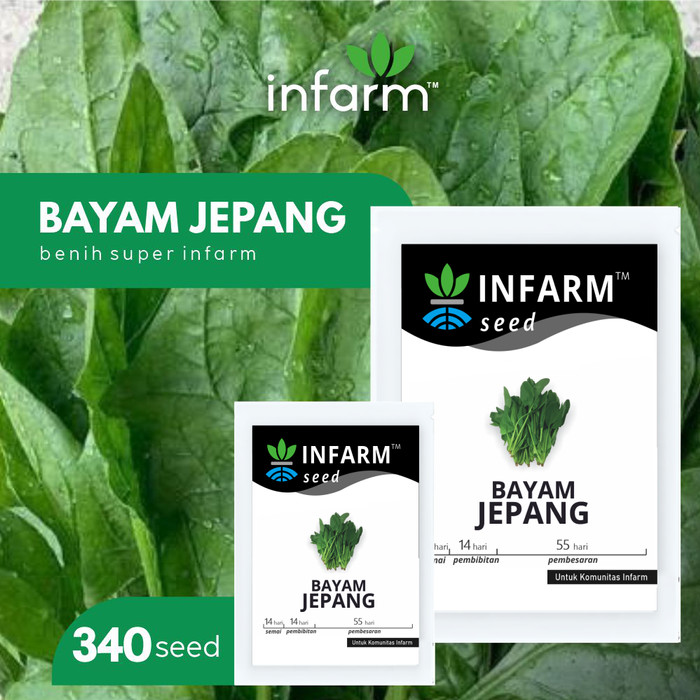 infarm™
BAYAM JEPANG
benih super infarm
INFARM™
seed
BAYAM
JEPANG
hari 14 hari 55 hari
mai pembibitan pembesaran
Untuk Komunitas Infarm
INFARM™
seed
BAYAM
JEPANG
14 hari 14 hari 55 hari
semai pembibitan pembesaran
Untuk Komunitas Infarm
340 seed